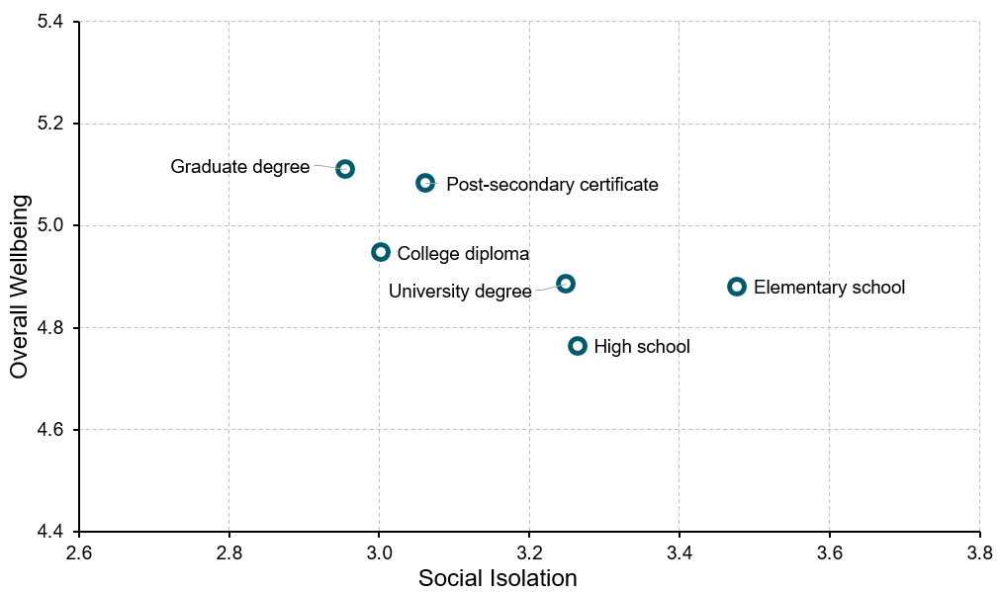 5.4
5.2
5.0
4.8
4.6
4.4
Overall Wellbeing
Graduate degree
Post-secondary certificate
College diploma
University degree
Elementary school
High school
2.6 2.8 3.0 3.2 3.4 3.6 3.8
Social Isolation